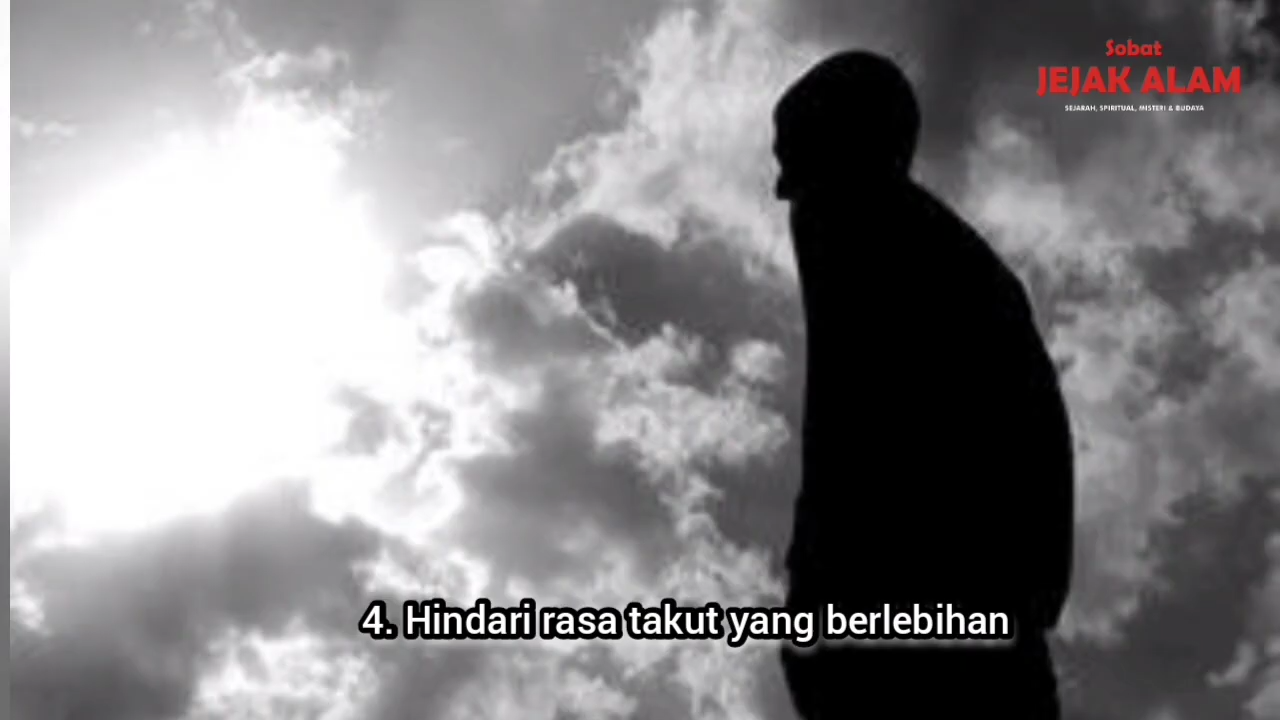 Sobat
JEJAK ALAM
SEJARAH, SPIRITUAL, MISTERI & BUDAYA
4. Hindari rasa takut yang berlebihan